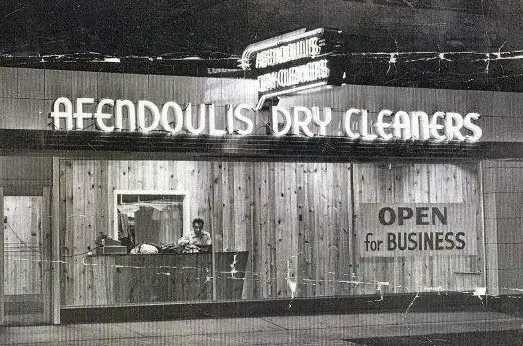 AFENDOULIS DRY CLEANERS
OPEN
for BUSINESS